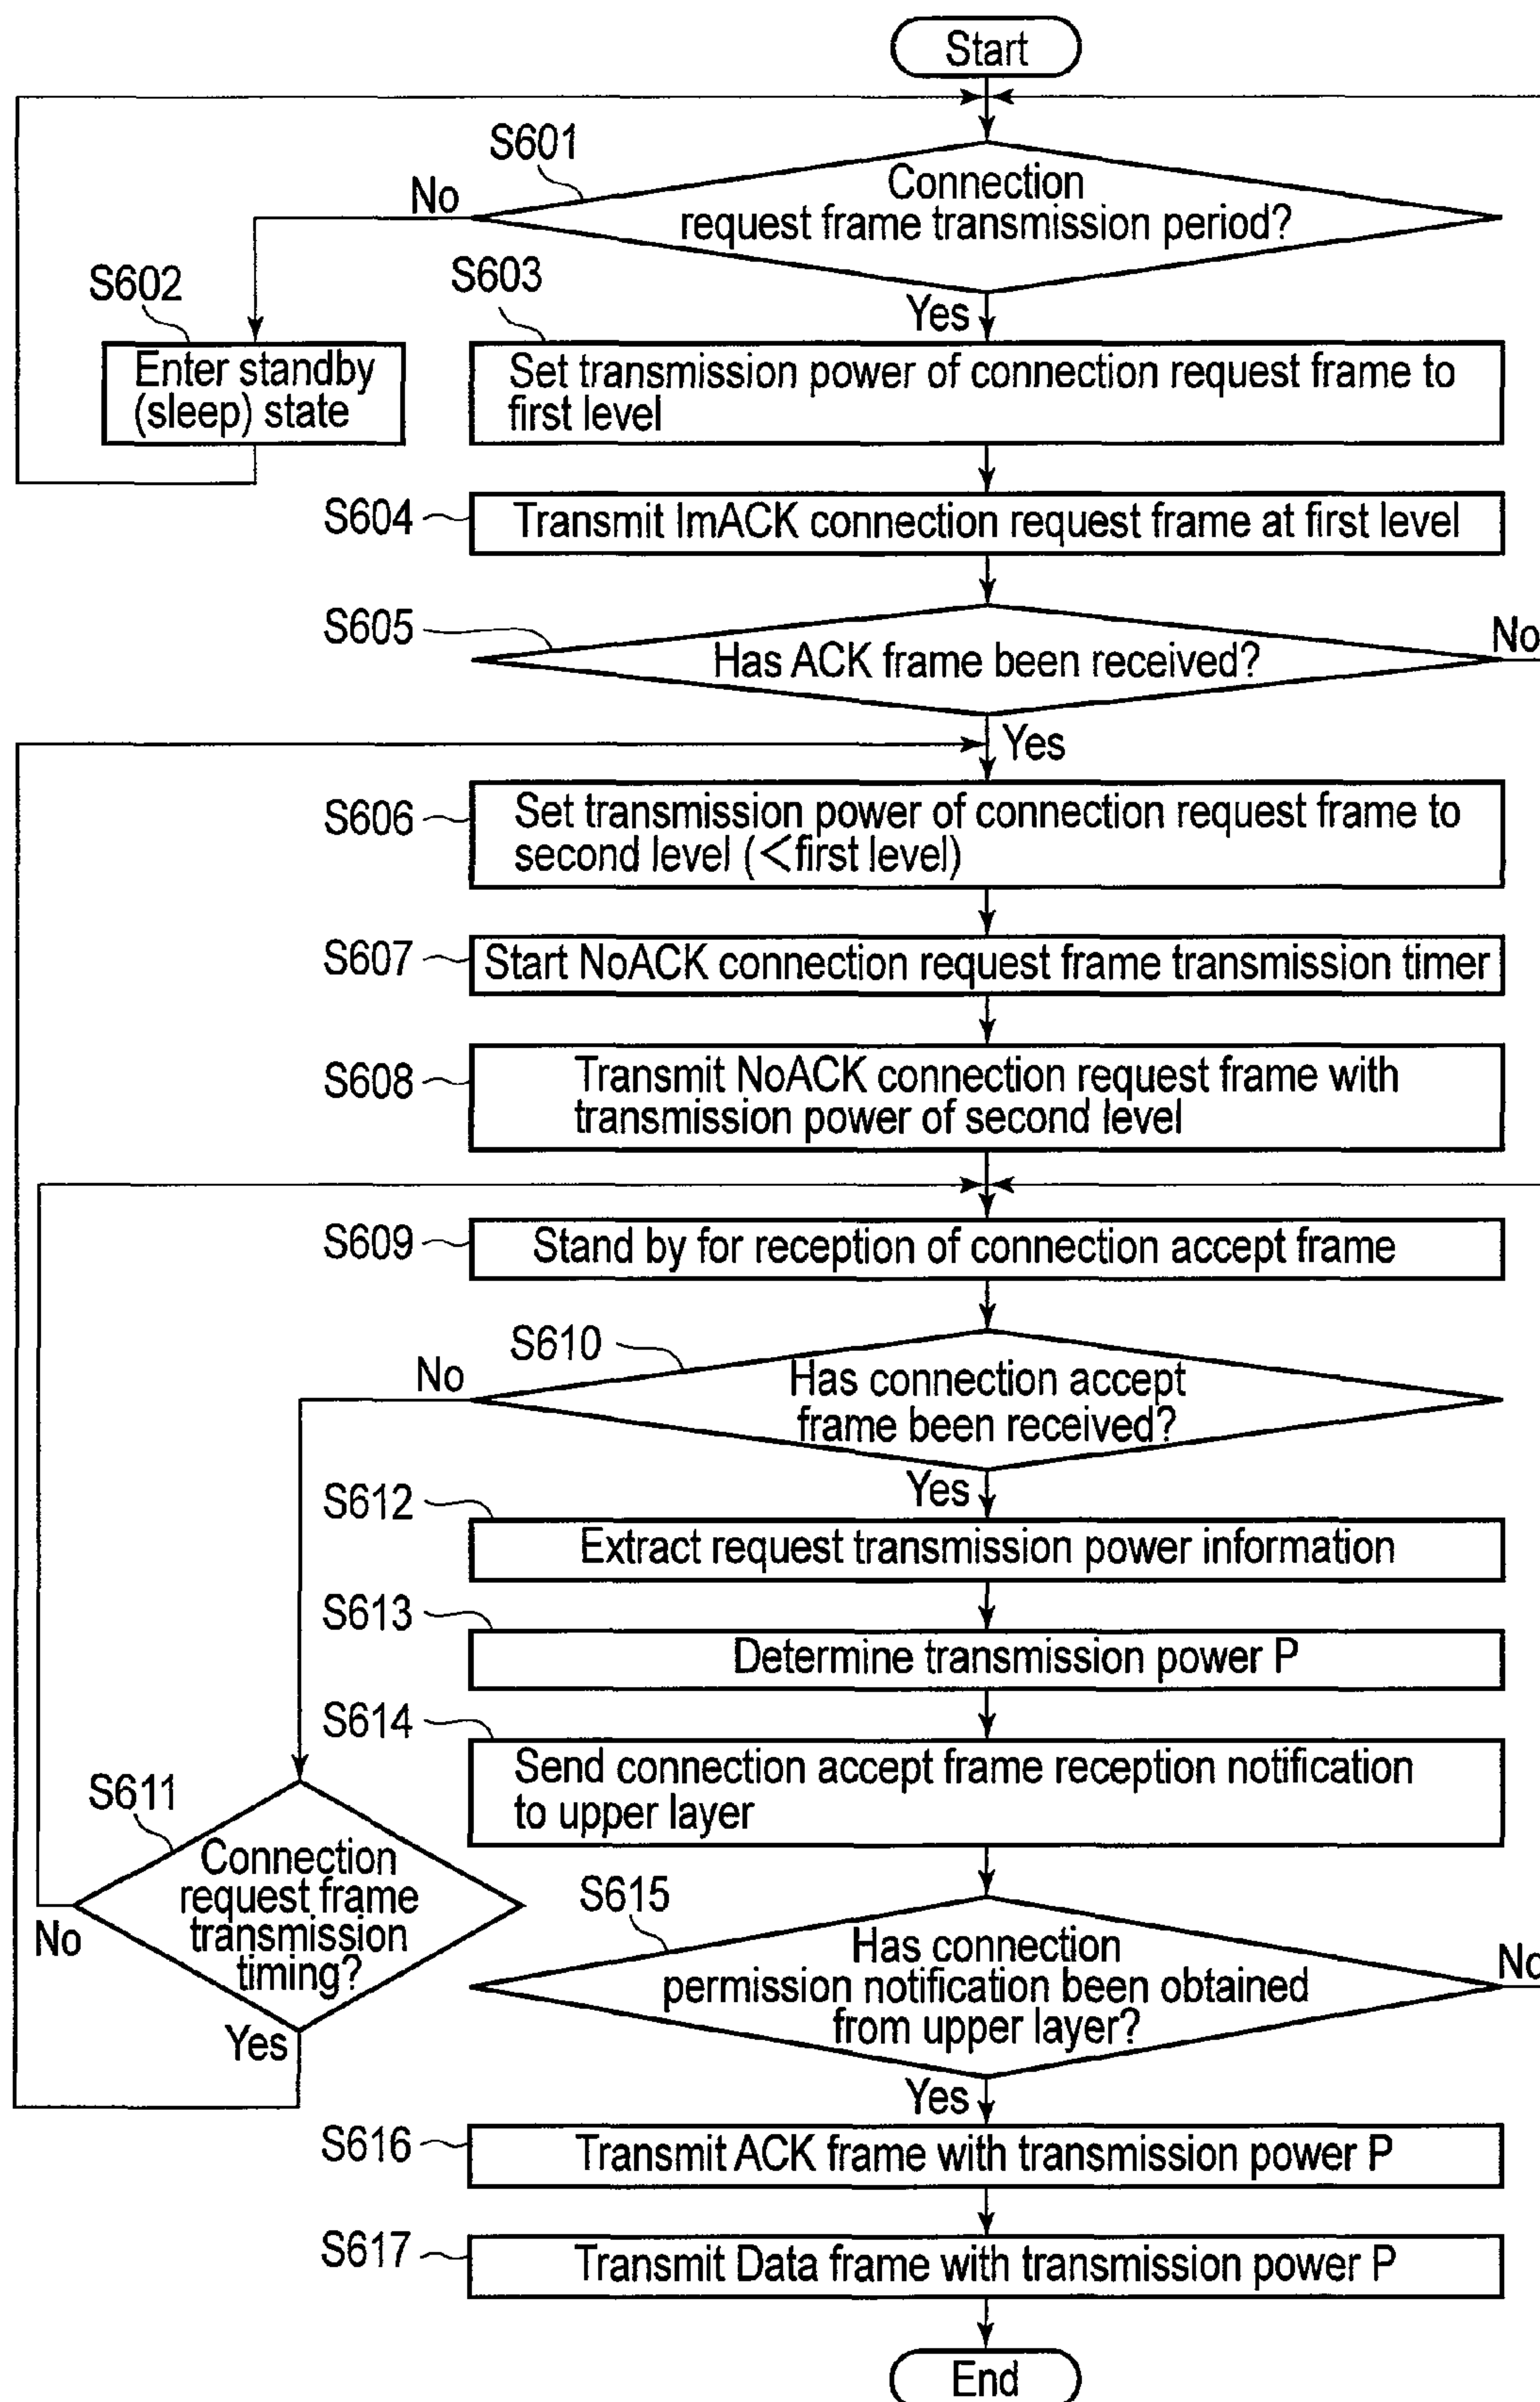 Start
S601
Connection
request frame transmission period?
No
Yes
S602
Enter standby
(sleep) state
S603
Set transmission power of connection request frame to
first level
S604
Transmit ImACK connection request frame at first level
S605
Has ACK frame been received?
No
Yes
S606
Set transmission power of connection request frame to
second level (<first level)
S607
Start NoACK connection request frame transmission timer
S608
Transmit NoACK connection request frame with
transmission power of second level
S609
Stand by for reception of connection accept frame
S610
Has connection accept
frame been received?
No
Yes
S612
Extract request transmission power information
S613
Determine transmission power P
S614
Send connection accept frame reception notification
to upper layer
S611
Connection
request frame
transmission
timing?
No
Yes
S615
Has connection
permission notification been obtained
from upper layer?
No
Yes
S616
Transmit ACK frame with transmission power P
S617
Transmit Data frame with transmission power P
End